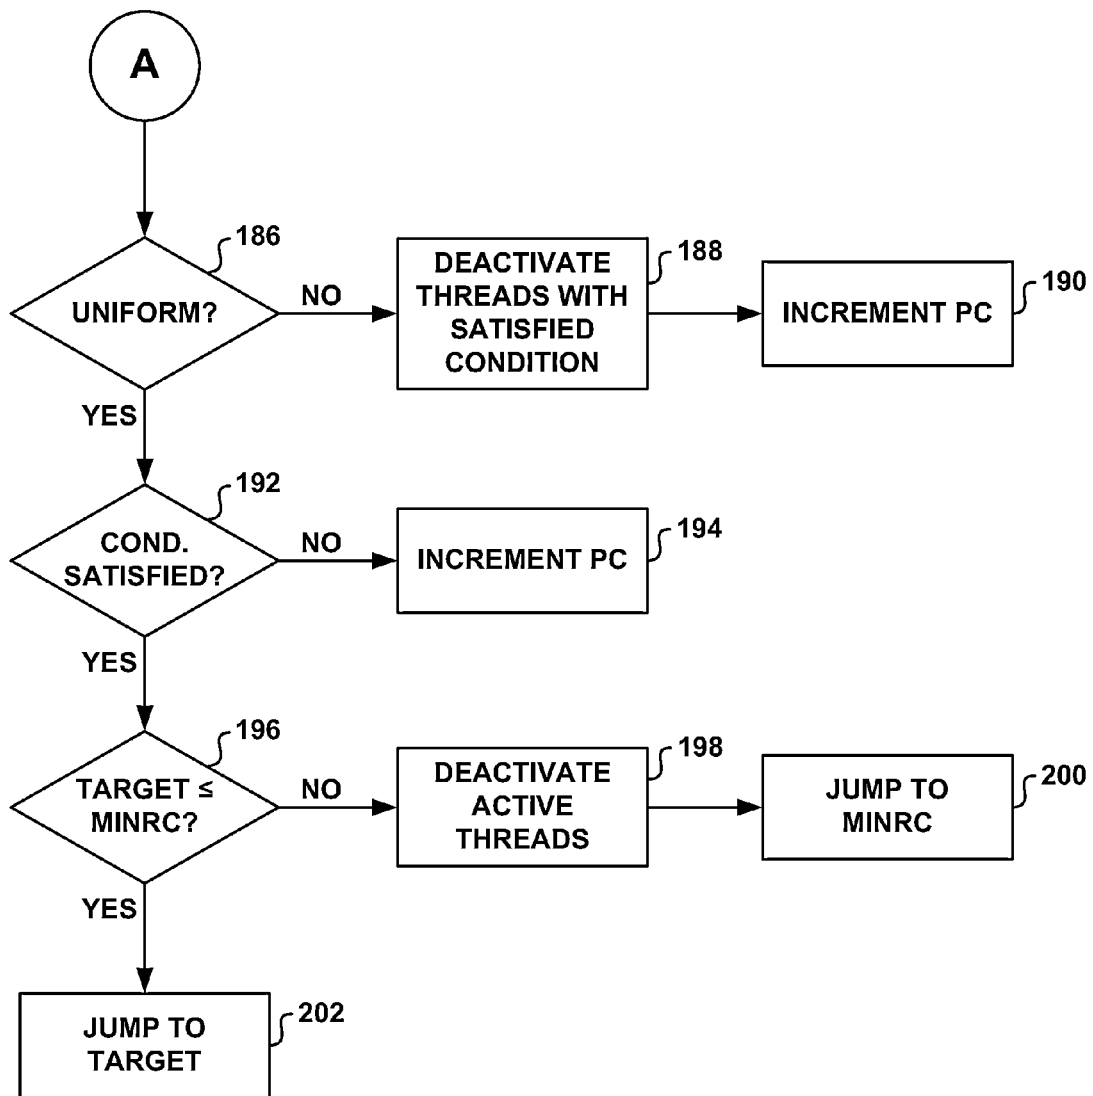 A
186
UNIFORM?
NO
DEACTIVATE
THREADS WITH
SATISFIED
CONDITION
188
INCREMENT PC
190
YES
192
COND.
SATISFIED?
NO
INCREMENT PC
194
YES
196
TARGET ≤
MINRC?
NO
DEACTIVATE
ACTIVE
THREADS
198
JUMP TO
MINRC
200
YES
JUMP TO
TARGET
202